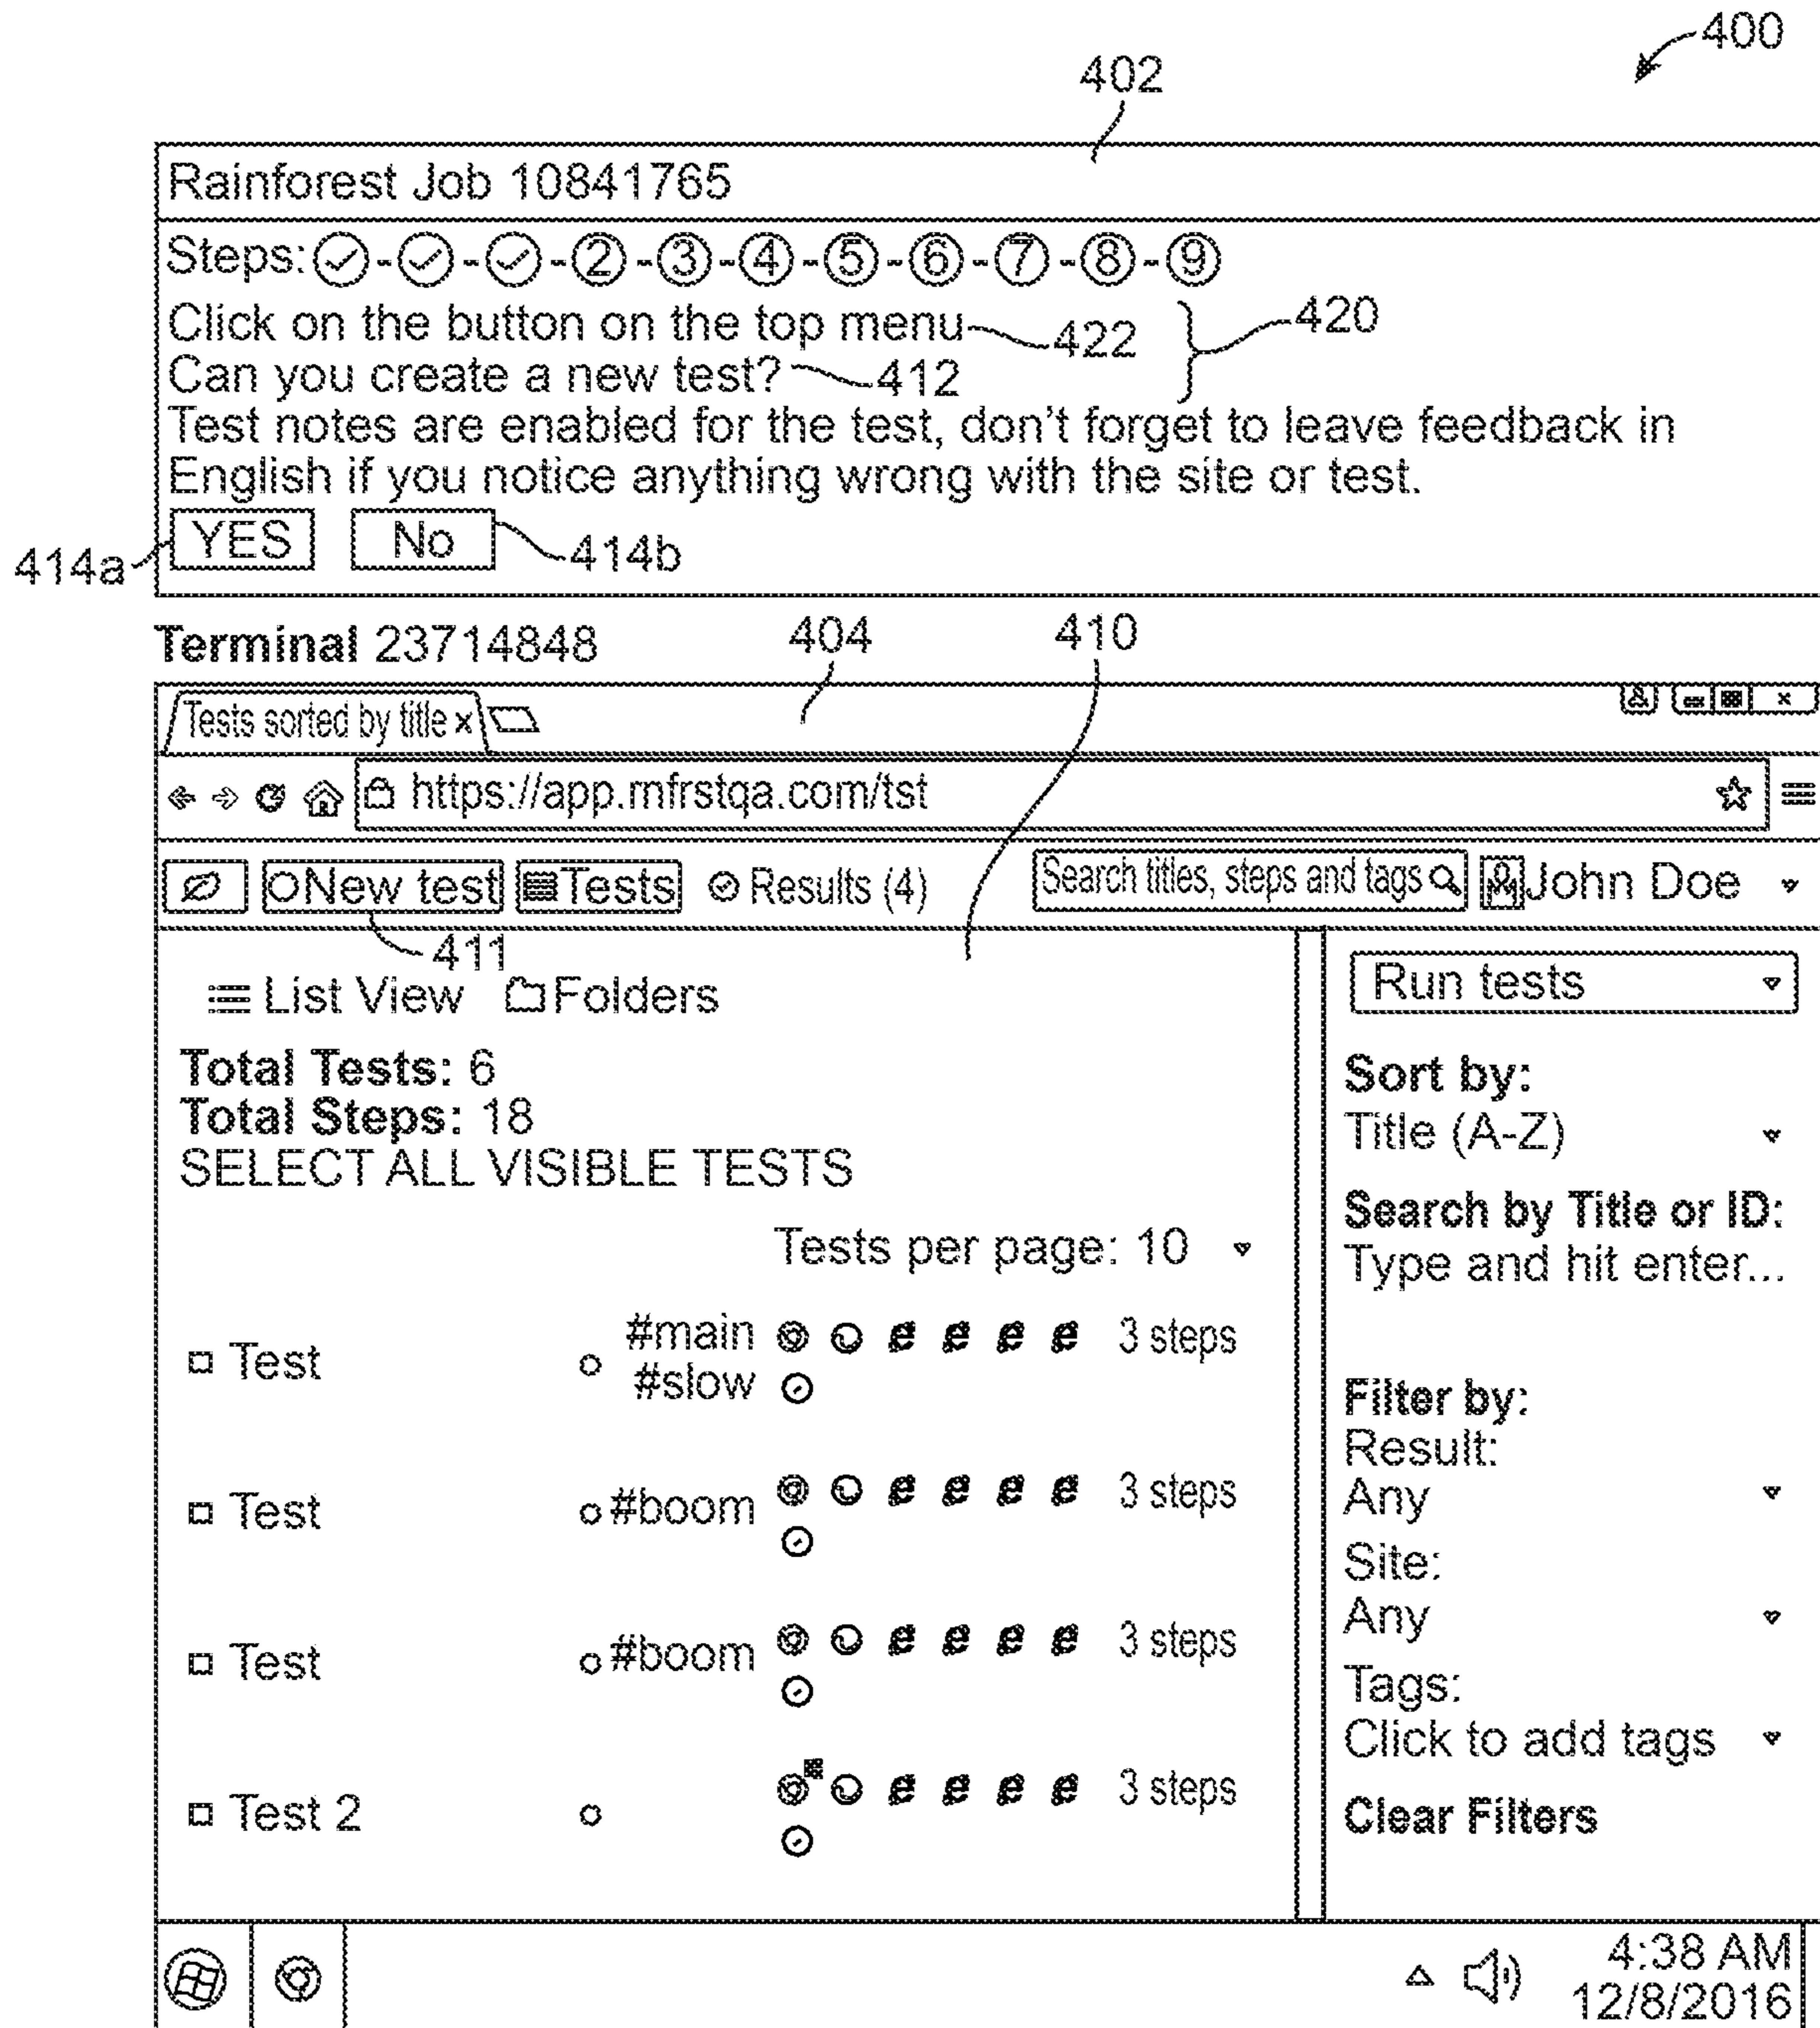 400
402
Rainforest Job 10841765
Steps: 2 - 3 - 4 - 5 - 6 - 7 - 8 - 9
Click on the button on the top menu 422 420
Can you create a new test? 412
Test notes are enabled for the test, don't forget to leave feedback in
English if you notice anything wrong with the site or test.
414a YES No 414b
Terminal 23714848 404 410
Tests sorted by title x
https://app.rnfrstqa.com/tst
New test Tests Results (4) Search titles, steps and tags John Doe
411
List View Folders
Run tests
Total Tests: 6
Total Steps: 18
SELECT ALL VISIBLE TESTS
Sort by:
Title (A-Z)
Search by Title or ID:
Type and hit enter...
Tests per page: 10
Test #main 3 steps
#slow
Test #boom 3 steps
Test #boom 3 steps
Test 2 3 steps
Filter by:
Result:
Any
Site:
Any
Tags:
Click to add tags
Clear Filters
4:38 AM
12/8/2016